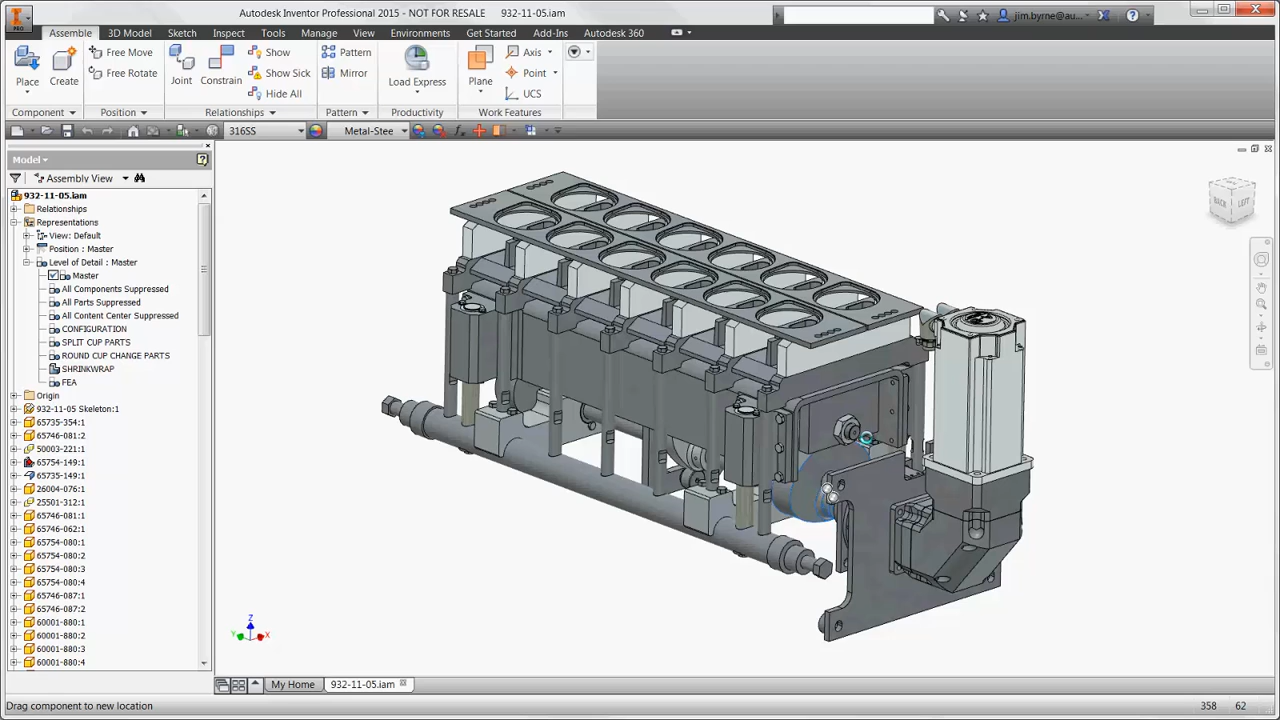 Autodesk Inventor Professional 2015 - NOT FOR RESALE 932-11-05.iam
jim.byrne@au...
PRO
Assemble 3D Model Sketch Inspect Tools Manage View Environments Get Started Add-Ins Autodesk 360
Place
Create
Free Move
Free Rotate
Joint
Constrain
Show
Show Sick
Hide All
Pattern
Mirror
Load Express
Plane
Axis
Point
UCS
Component Position Relationships Pattern Productivity Work Features
316SS Metal-Stee
Model
Assembly View
932-11-05.iam
Relationships
Representations
View: Default
Position : Master
Level of Detail : Master
Master
All Components Suppressed
All Parts Suppressed
All Content Center Suppressed
CONFIGURATION
SPLIT CUP PARTS
ROUND CUP CHANGE PARTS
SHRINKWRAP
FEA
Origin
932-11-05 Skeleton:1
65735-354:1
65746-081:2
50003-221:1
65754-149:1
65735-149:1
26004-076:1
25501-312:1
65746-081:1
65746-062:1
65754-080:1
65754-080:2
65754-080:3
65754-080:4
65746-087:1
65746-087:2
60001-880:1
60001-880:2
60001-880:3
60001-880:4
BACK LEFT
Z
Y X
My Home 932-11-05.iam
Drag component to new location 358 62